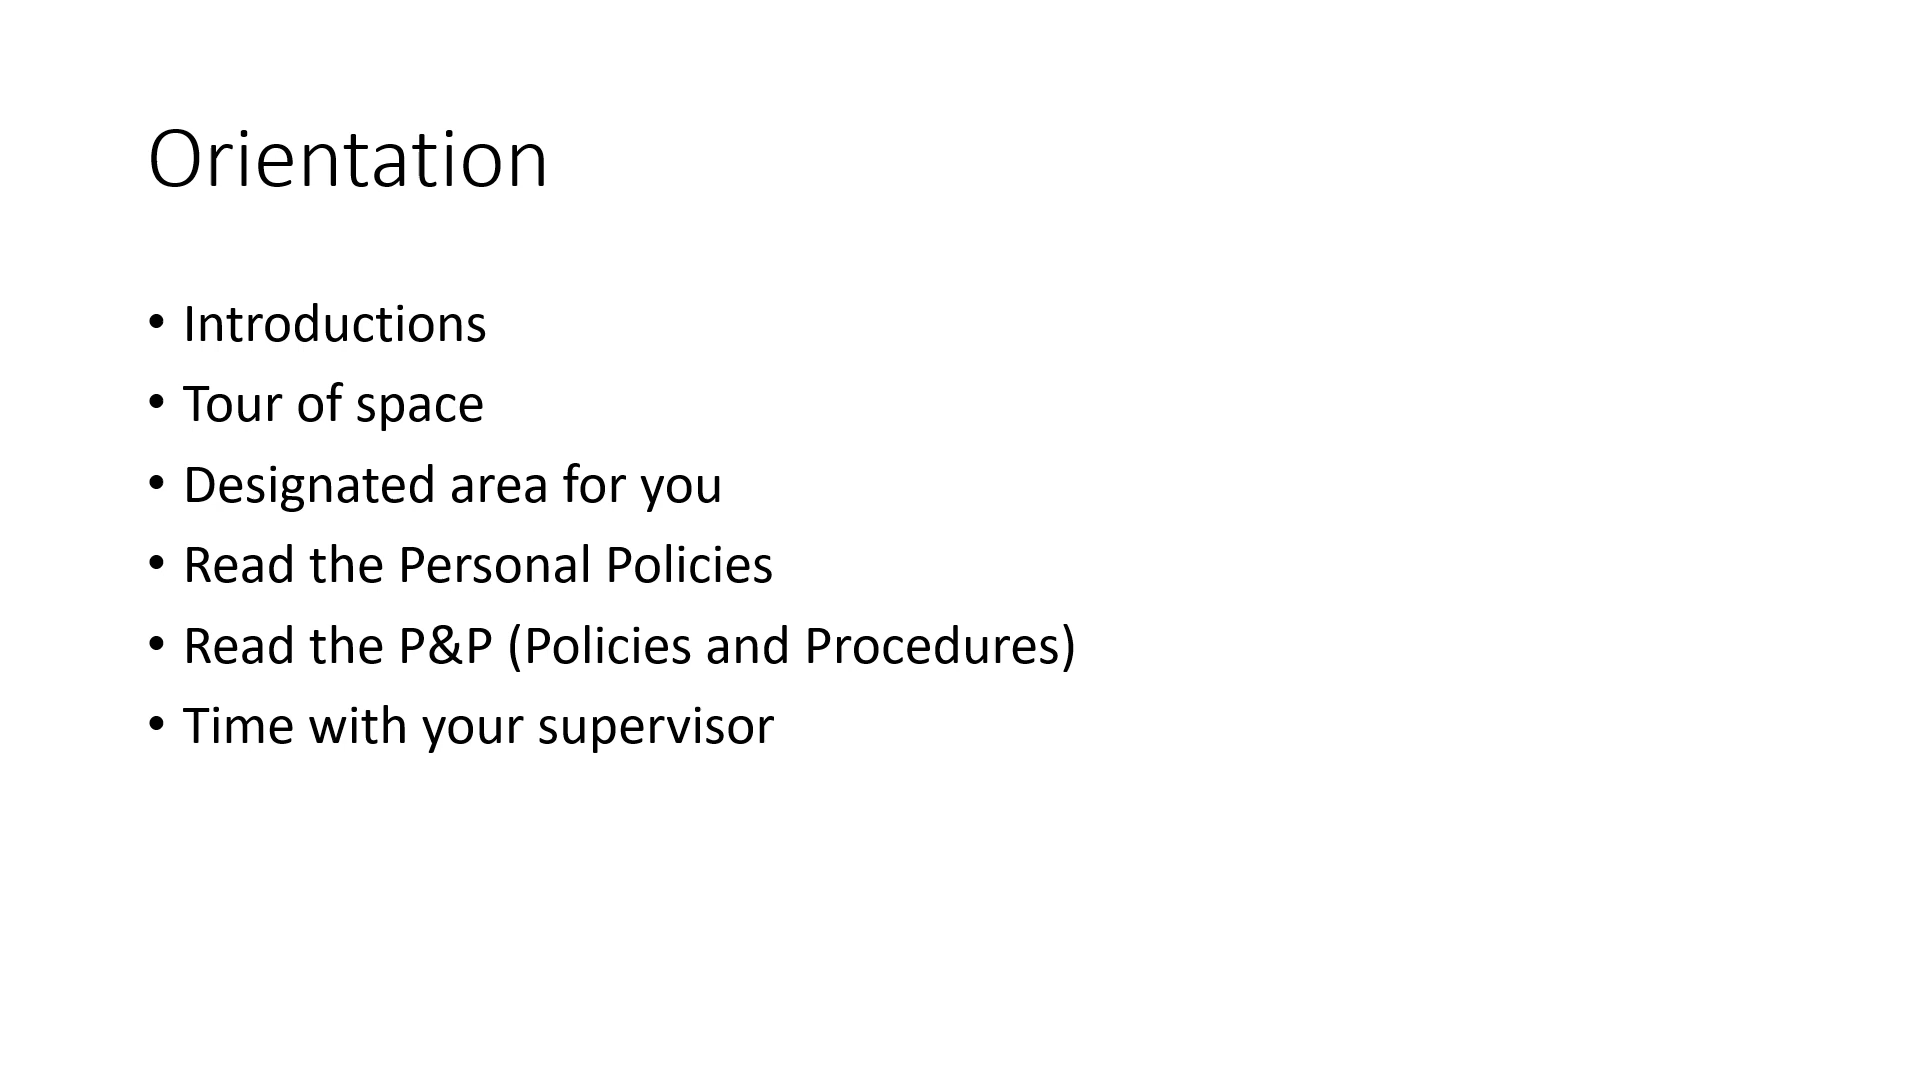 Orientation
• Introductions
• Tour of space
• Designated area for you
• Read the Personal Policies
• Read the P&P (Policies and Procedures)
• Time with your supervisor